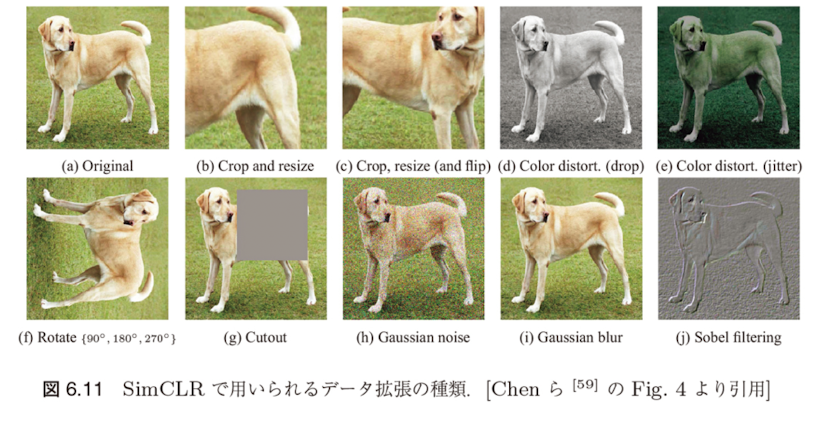 (a) Original (b) Crop and resize (c) Crop, resize (and flip) (d) Color distort. (drop) (e) Color distort. (jitter)
(f) Rotate {90°, 180°, 270°} (g) Cutout (h) Gaussian noise (i) Gaussian blur (j) Sobel filtering
図 6.11 SimCLR で用いられるデータ拡張の種類. [Chen ら [59] の Fig. 4 より引用]